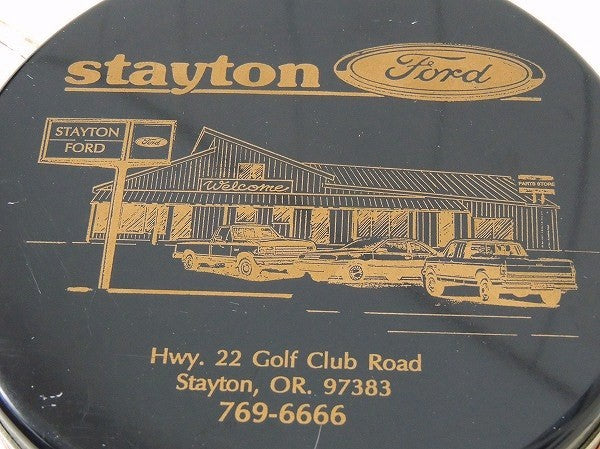 stayton Ford
STAYTON
FORD
Ford
Welcome
PARTS STORE
Hwy. 22 Golf Club Road
Stayton, OR. 97383
769-6666